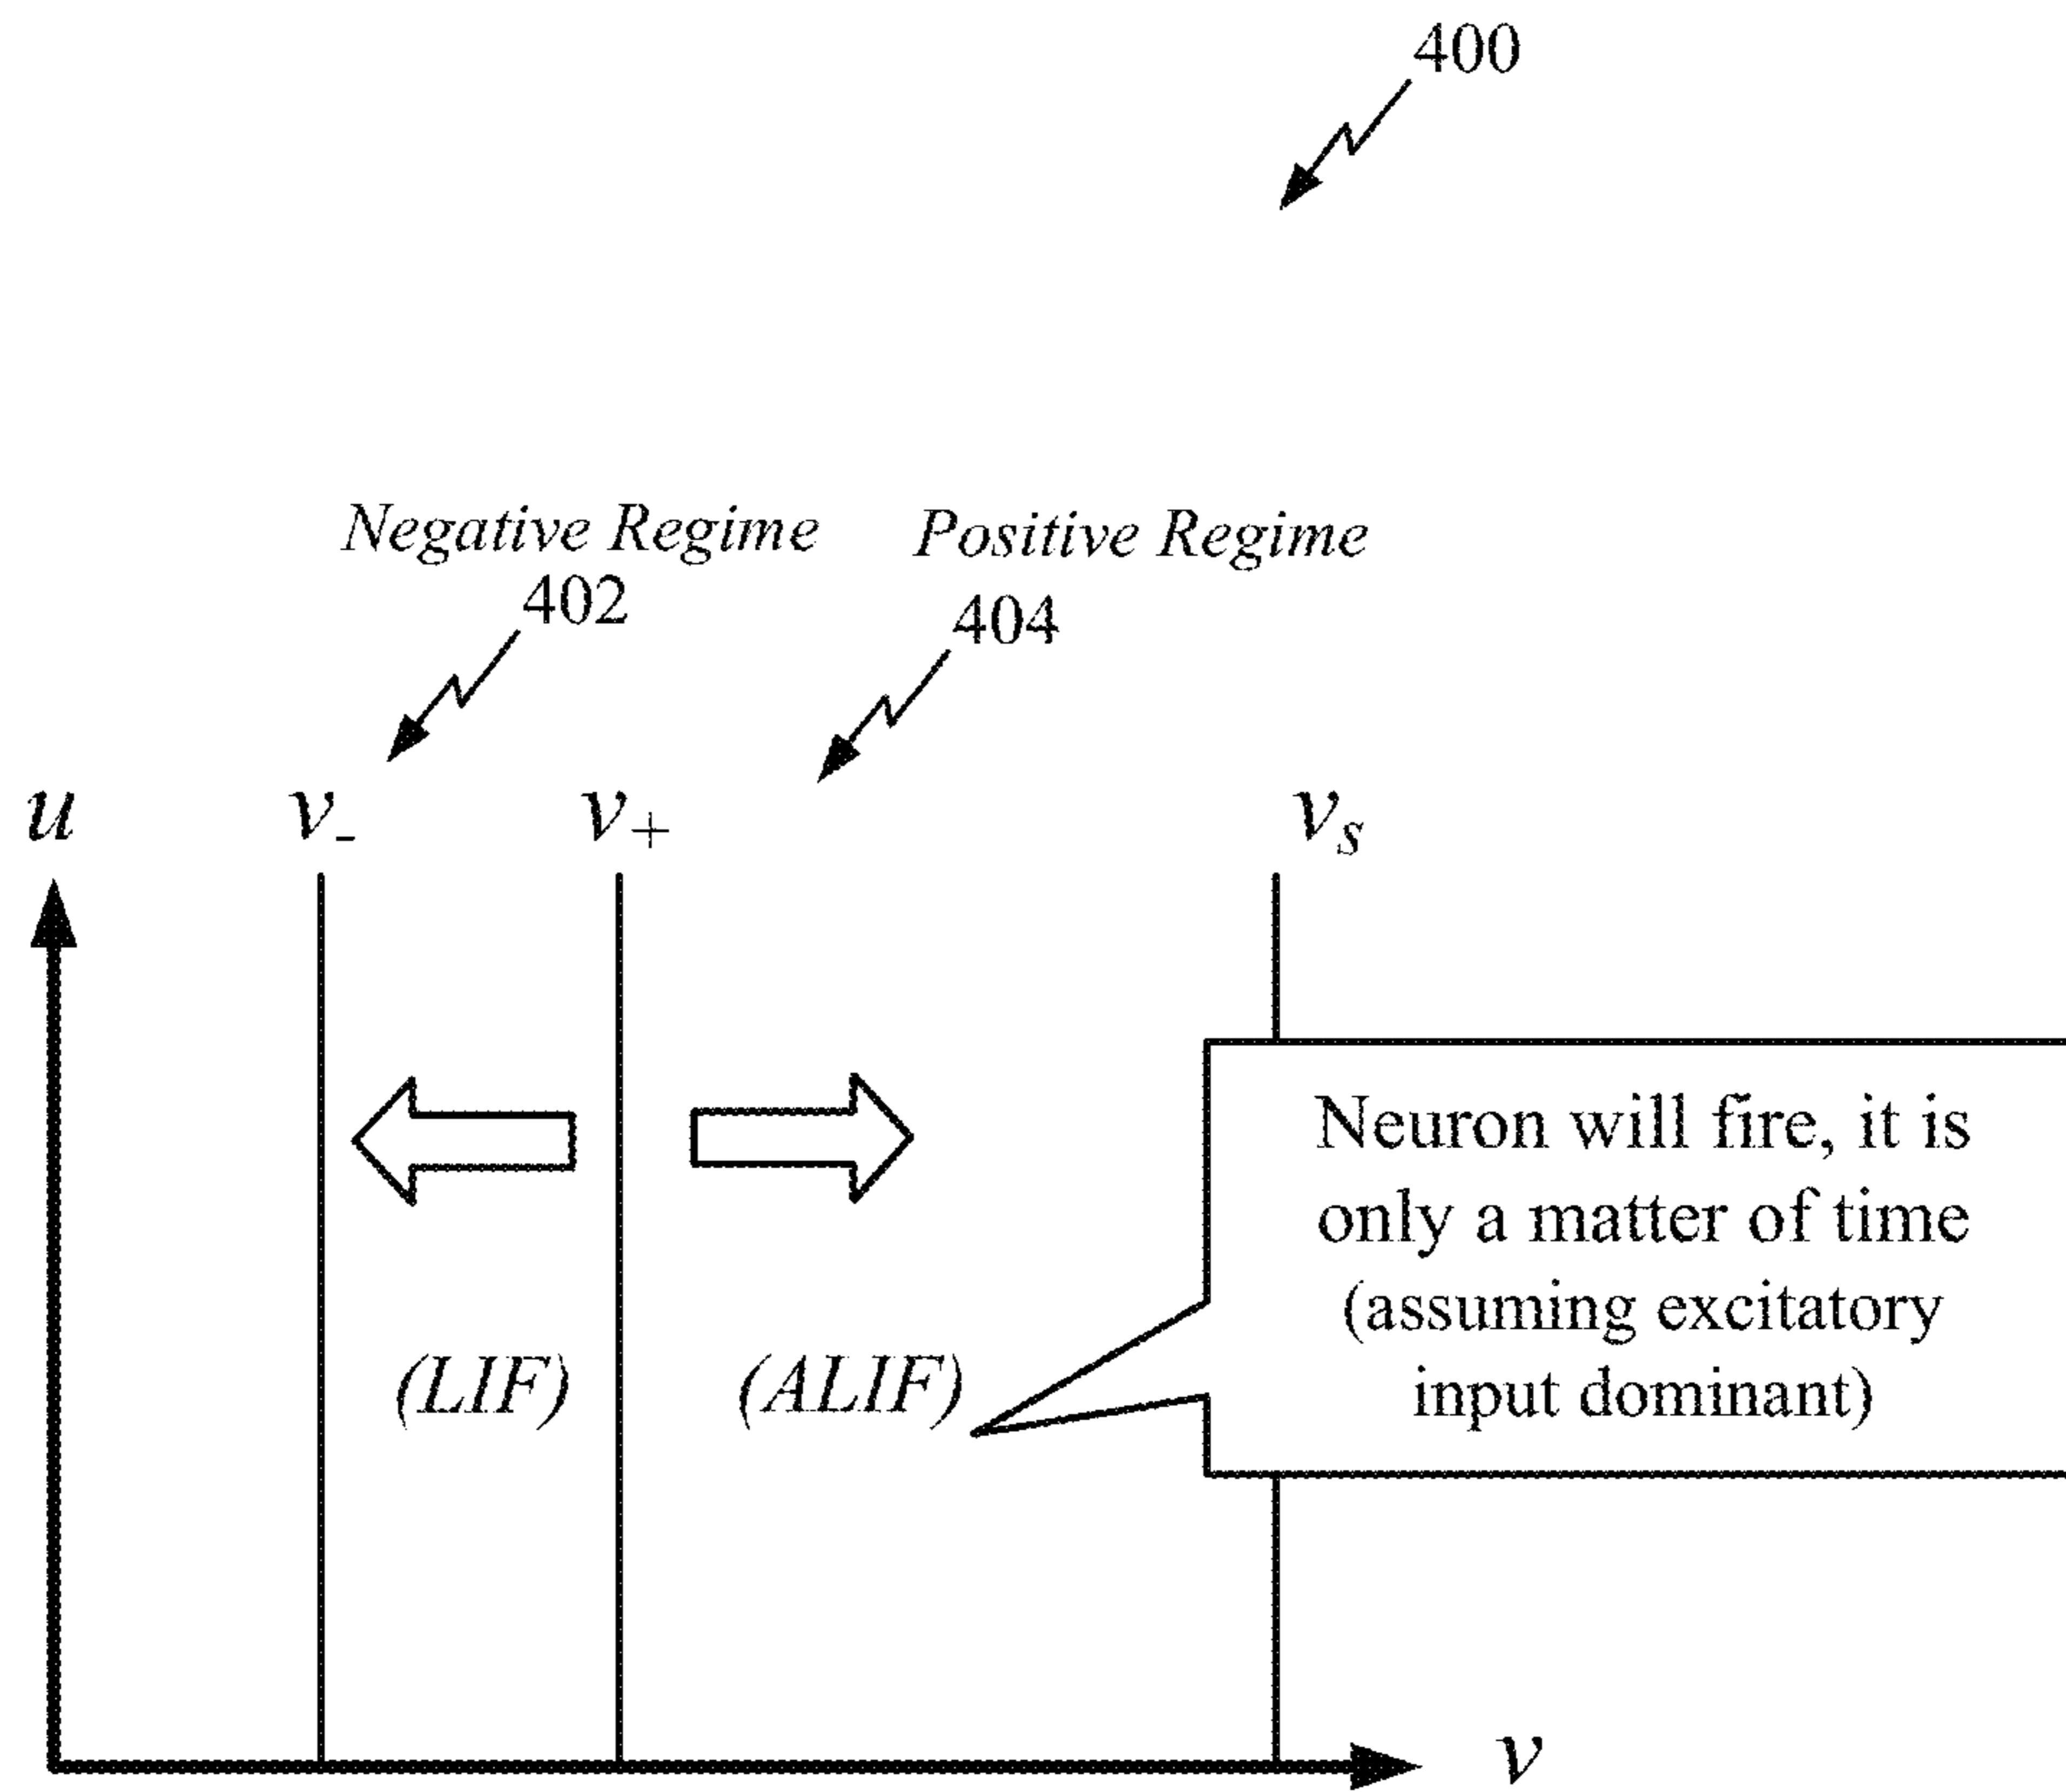 400
Negative Regime
402
Positive Regime
404
u
v-
v+
vs
Neuron will fire, it is
only a matter of time
(assuming excitatory
input dominant)
(LIF)
(ALIF)
v